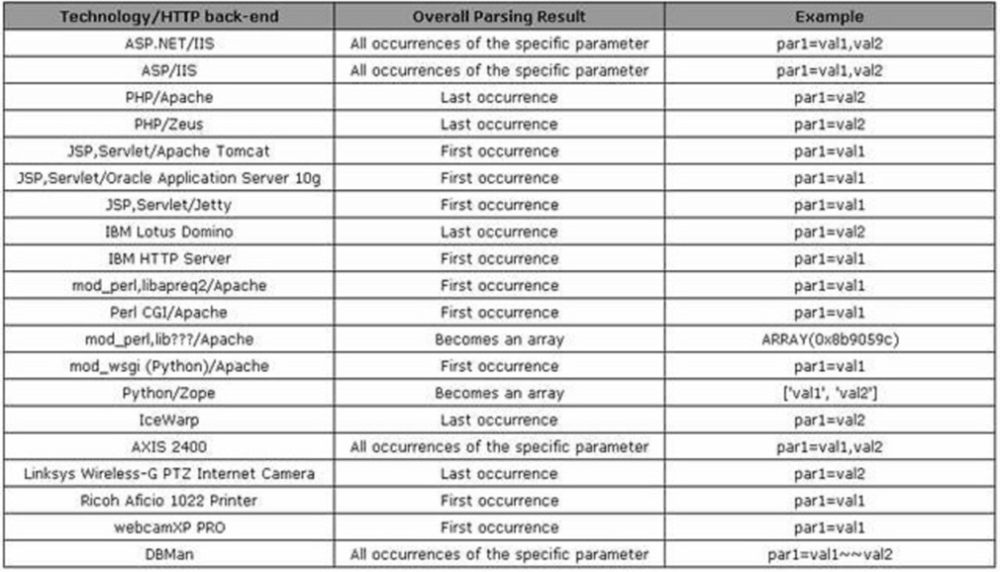 Technology/HTTP back-end Overall Parsing Result Example
ASP.NET/IIS All occurrences of the specific parameter par1=val1,val2
ASP/IIS All occurrences of the specific parameter par1=val1,val2
PHP/Apache Last occurrence par1=val2
PHP/Zeus Last occurrence par1=val2
JSP,Servlet/Apache Tomcat First occurrence par1=val1
JSP,Servlet/Oracle Application Server 10g First occurrence par1=val1
JSP,Servlet/Jetty First occurrence par1=val1
IBM Lotus Domino Last occurrence par1=val2
IBM HTTP Server First occurrence par1=val1
mod_perl,libapreq2/Apache First occurrence par1=val1
Perl CGI/Apache First occurrence par1=val1
mod_perl,lib???/Apache Becomes an array ARRAY(0x8b9059c)
mod_wsgi (Python)/Apache First occurrence par1=val1
Python/Zope Becomes an array ['val1', 'val2']
IceWarp Last occurrence par1=val2
AXIS 2400 All occurrences of the specific parameter par1=val1,val2
Linksys Wireless-G PTZ Internet Camera Last occurrence par1=val2
Ricoh Aficio 1022 Printer First occurrence par1=val1
webcamXP PRO First occurrence par1=val1
DBMan All occurrences of the specific parameter par1=val1~~val2